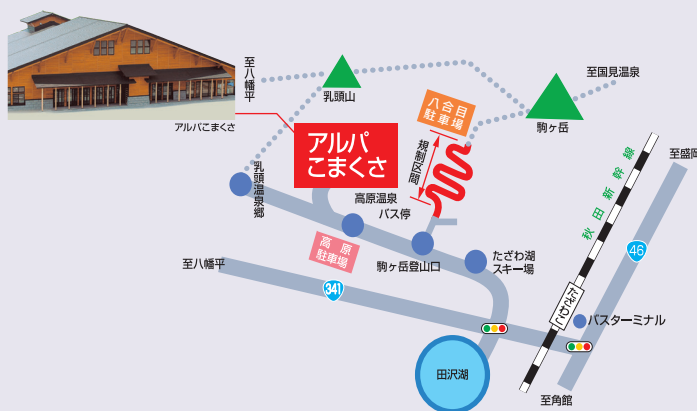 至八幡平
アルパこまくさ
乳頭山
八合目
駐車場
駒ヶ岳
至国見温泉
アルパ
こまくさ
規制区間
乳頭温泉郷
高原温泉
バス停
高原
駐車場
駒ヶ岳登山口
たざわ湖
スキー場
至八幡平
341
秋田新幹線
至盛岡
46
たざわこ
バスターミナル
田沢湖
至角館